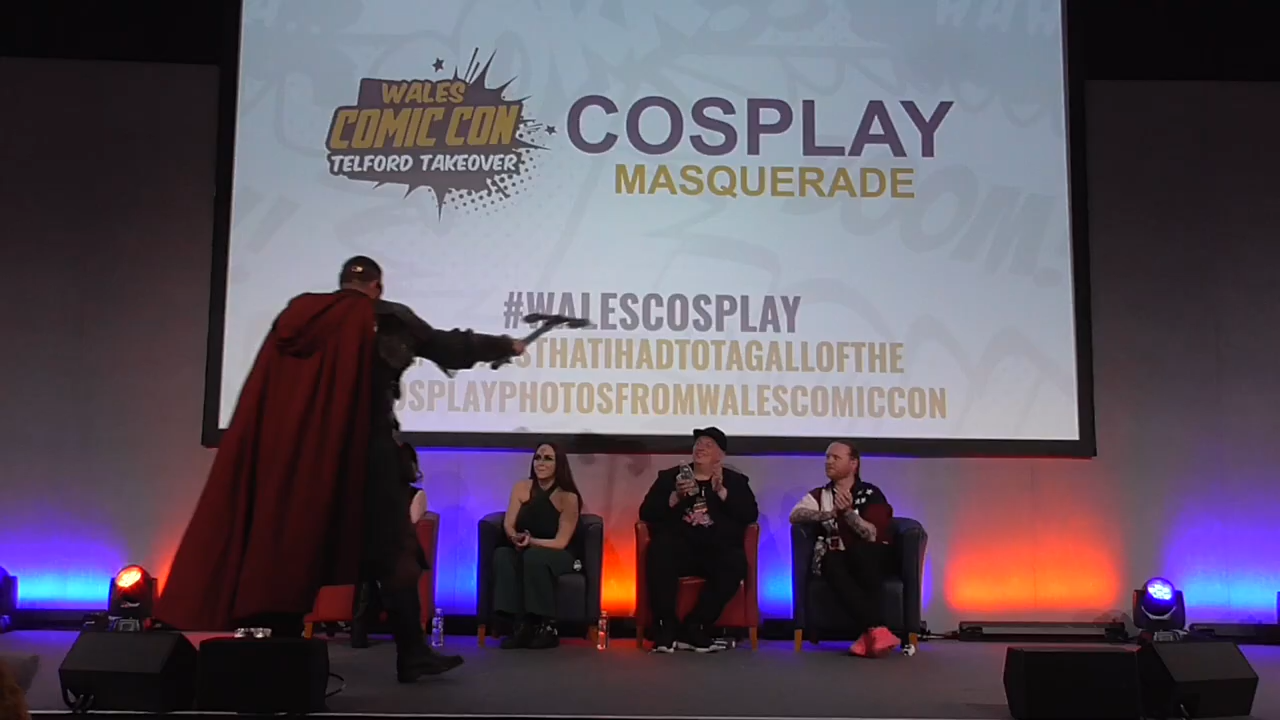 WALES
COMIC CON
TELFORD TAKEOVER
COSPLAY
MASQUERADE
#WALESCOSPLAY
THATIHADTOTAGALLOFTHE
OSPLAYPHOTOSFROMWALESCOMICCON